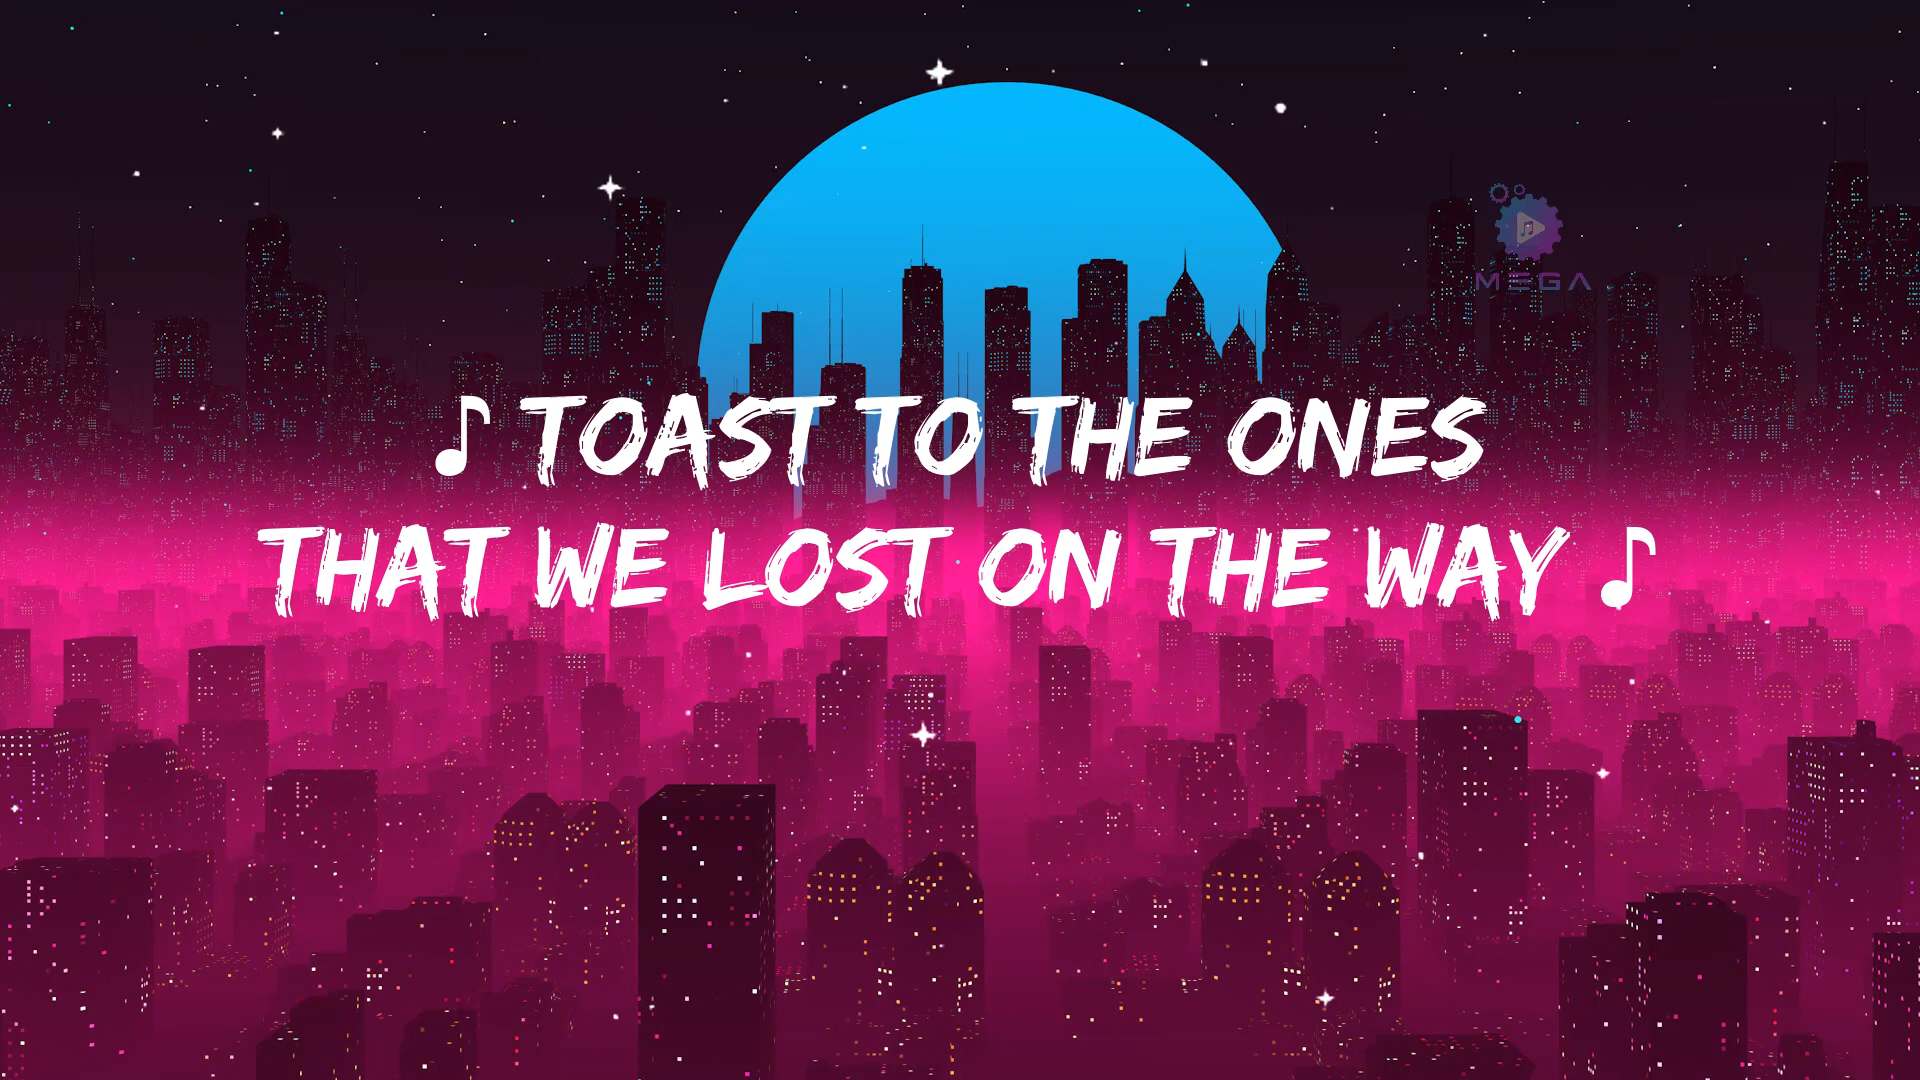 ♪ TOAST TO THE ONES
THAT WE LOST ON THE WAY ♪
MEGA